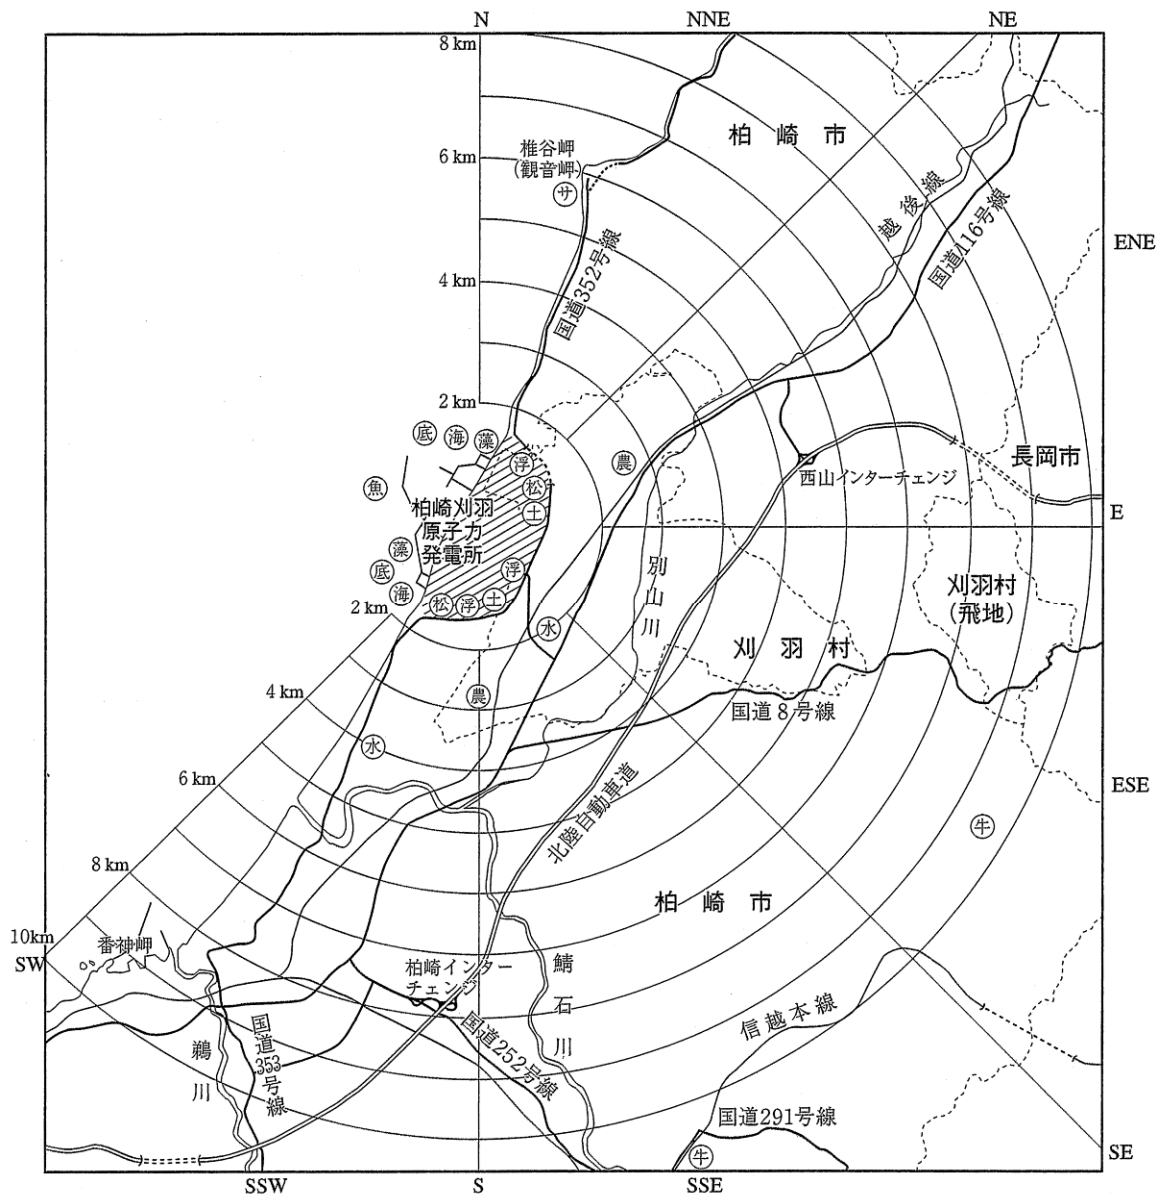 N
NNE
NE
8 km
柏崎市
椎谷岬
(観音岬)
サ
6 km
越後線
国道116号線
ENE
国道352号線
4 km
2 km
底
海
藻
浮
農
松
魚
土
西山インターチェンジ
長岡市
柏崎刈羽
原子力
発電所
E
藻
底
海
浮
松
浮
土
別山川
刈羽村
(飛地)
2 km
水
刈羽村
4 km
農
国道8号線
水
6 km
北陸自動車道
ESE
牛
8 km
柏崎市
10km
SW
番神岬
柏崎インター
チェンジ
鯖石川
信越本線
国道353号線
国道252号線
鵜川
国道291号線
牛
SE
SSW
S
SSE